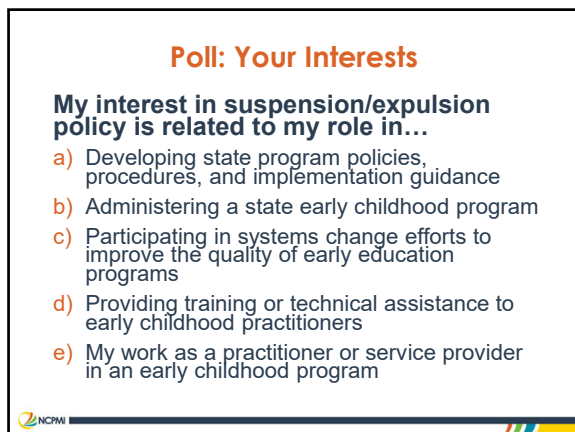 Poll: Your Interests
My interest in suspension/expulsion
policy is related to my role in…
a) Developing state program policies,
procedures, and implementation guidance
b) Administering a state early childhood program
c) Participating in systems change efforts to
improve the quality of early education
programs
d) Providing training or technical assistance to
early childhood practitioners
e) My work as a practitioner or service provider
in an early childhood program
NCPMI